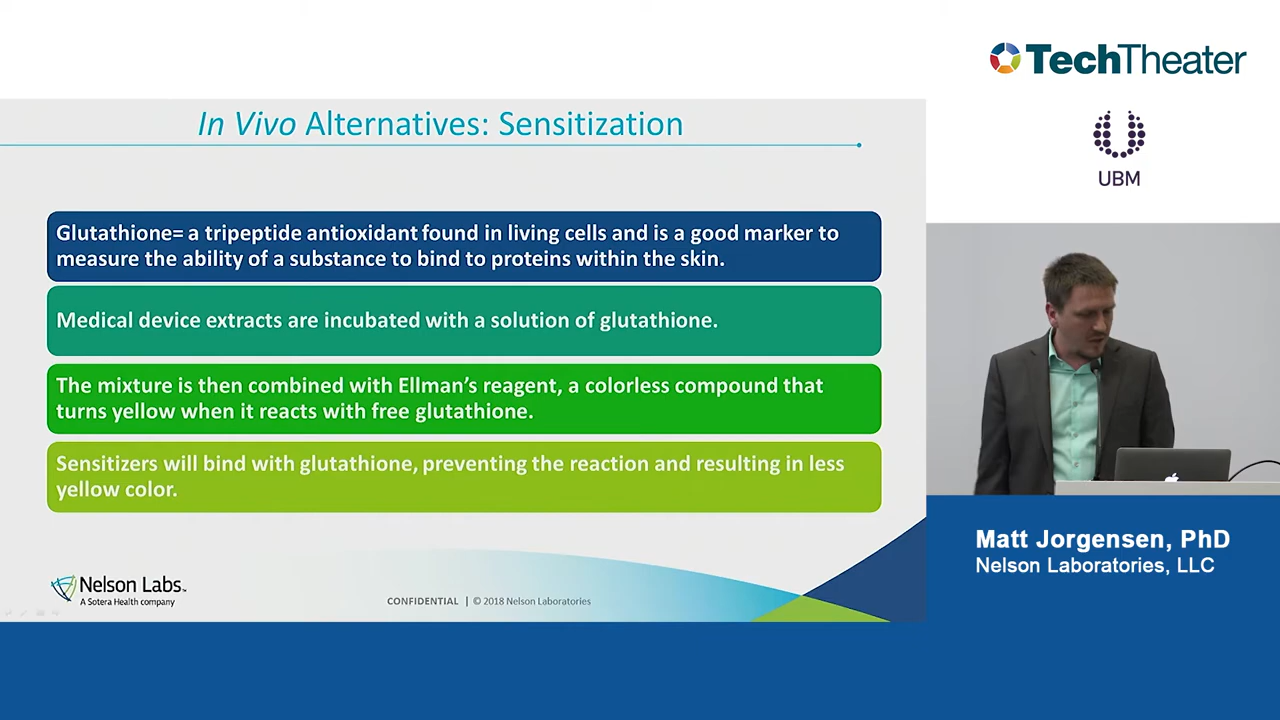 TechTheater
UBM
In Vivo Alternatives: Sensitization
Glutathione= a tripeptide antioxidant found in living cells and is a good marker to
measure the ability of a substance to bind to proteins within the skin.
Medical device extracts are incubated with a solution of glutathione.
The mixture is then combined with Ellman's reagent, a colorless compound that
turns yellow when it reacts with free glutathione.
Sensitizers will bind with glutathione, preventing the reaction and resulting in less
yellow color.
Nelson Labs™
A Sotera Health company
CONFIDENTIAL | © 2018 Nelson Laboratories
Matt Jorgensen, PhD
Nelson Laboratories, LLC